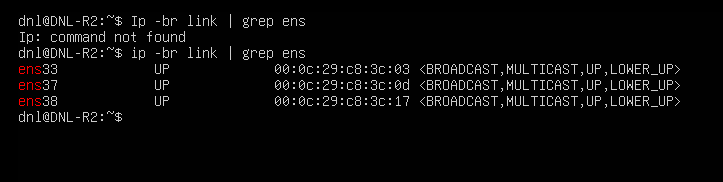 dnl@DNL-R2:~$ Ip -br link | grep ens
Ip: command not found
dnl@DNL-R2:~$ ip -br link | grep ens
ens33 UP 00:0c:29:c8:3c:03 <BROADCAST,MULTICAST,UP,LOWER_UP>
ens37 UP 00:0c:29:c8:3c:0d <BROADCAST,MULTICAST,UP,LOWER_UP>
ens38 UP 00:0c:29:c8:3c:17 <BROADCAST,MULTICAST,UP,LOWER_UP>
dnl@DNL-R2:~$